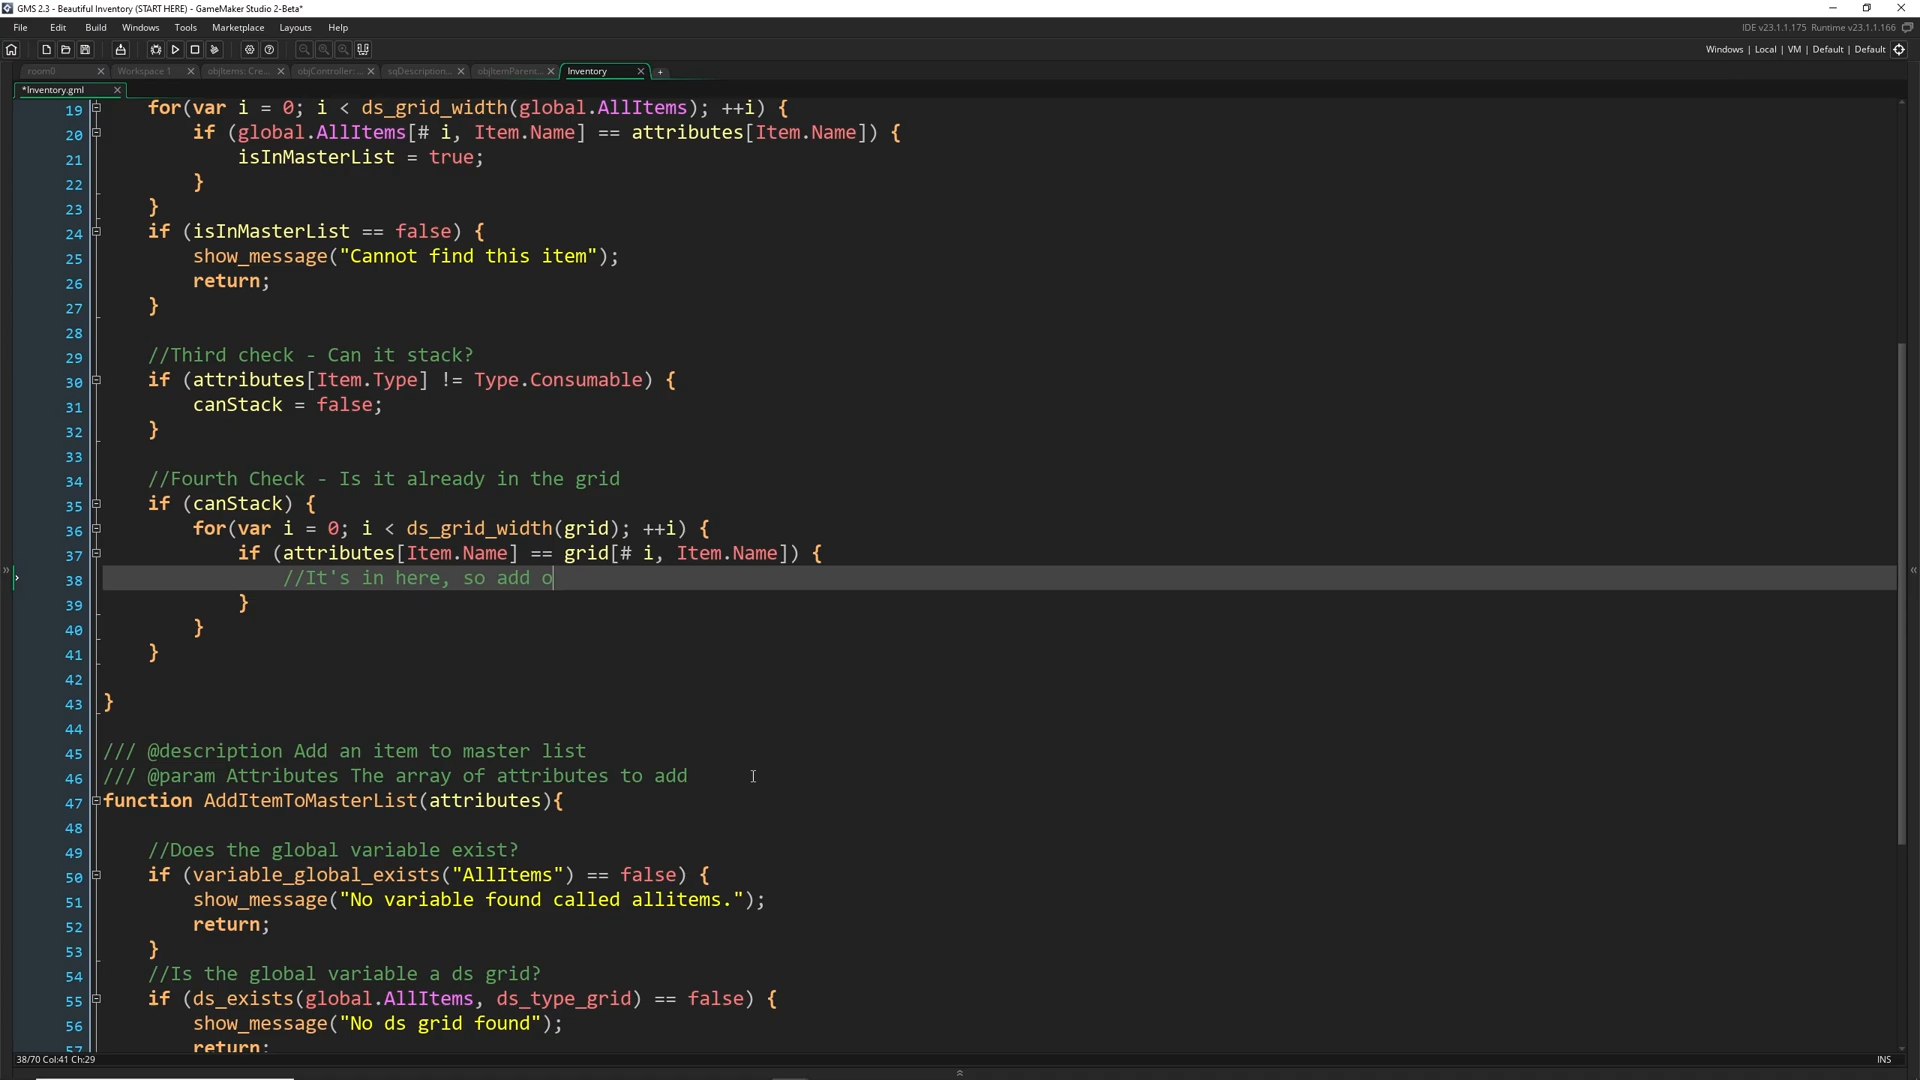 GMS 2.3 - Beautiful Inventory (START HERE) - GameMaker Studio 2-Beta*
File Edit Build Windows Tools Marketplace Layouts Help
IDE v23.1.1.175 Runtime v23.1.1.166
Windows | Local | VM | Default | Default
room0 Workspace 1 objItems: Cre... objController: ... sqDescription... objItemParent... Inventory
*Inventory.gml
19 for(var i = 0; i < ds_grid_width(global.AllItems); ++i) {
20 if (global.AllItems[# i, Item.Name] == attributes[Item.Name]) {
21 isInMasterList = true;
22 }
23 }
24 if (isInMasterList == false) {
25 show_message("Cannot find this item");
26 return;
27 }
28
29 //Third check - Can it stack?
30 if (attributes[Item.Type] != Type.Consumable) {
31 canStack = false;
32 }
33
34 //Fourth Check - Is it already in the grid
35 if (canStack) {
36 for(var i = 0; i < ds_grid_width(grid); ++i) {
37 if (attributes[Item.Name] == grid[# i, Item.Name]) {
38 //It's in here, so add o
39 }
40 }
41 }
42
43 }
44
45 /// @description Add an item to master list
46 /// @param Attributes The array of attributes to add
47 function AddItemToMasterList(attributes){
48
49 //Does the global variable exist?
50 if (variable_global_exists("AllItems") == false) {
51 show_message("No variable found called allitems.");
52 return;
53 }
54 //Is the global variable a ds grid?
55 if (ds_exists(global.AllItems, ds_type_grid) == false) {
56 show_message("No ds grid found");
57 return;
38/70 Col:41 Ch:29
INS